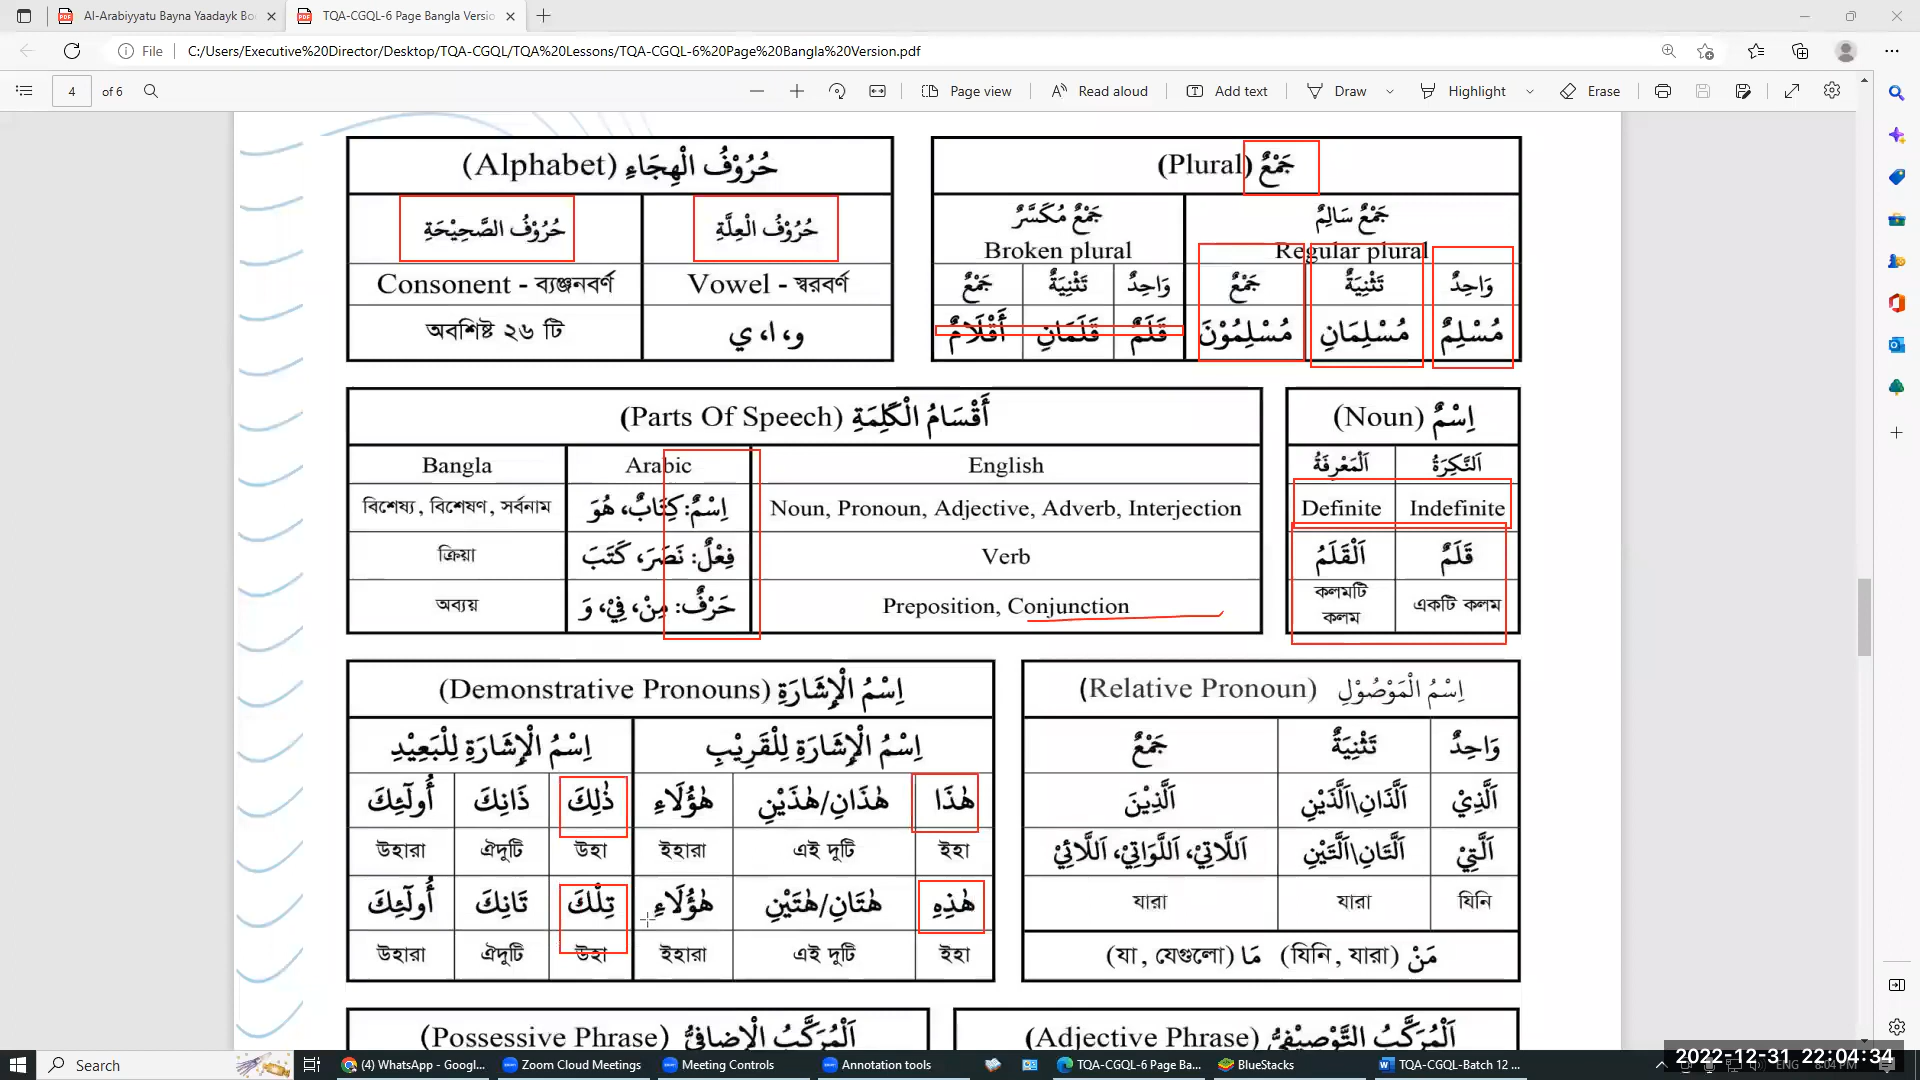 Al-Arabiyyatu Bayna Yaadayk Bo
TQA-CGQL-6 Page Bangla Versio
File
C:/Users/Executive%20Director/Desktop/TQA-CGQL/TQA%20Lessons/TQA-CGQL-6%20Page%20Bangla%20Version.pdf
4 of 6
Page view
Read aloud
Add text
Draw
Highlight
Erase
(Alphabet) حُرُوْفُ الْهِجَاءِ
حُرُوْفُ الصَّحِيْحَةِ
حُرُوْفُ الْعِلَّةِ
Consonent - ব্যঞ্জনবর্ণ
Vowel - স্বরবর্ণ
অবশিষ্ট ২৬ টি
و، ا، ي
(Plural) جَمْعٌ
جَمْعٌ مُكَسَّرٌ
Broken plural
جَمْعٌ سَالِمٌ
Regular plural
جَمْعٌ
تَثْنِيَةٌ
وَاحِدٌ
جَمْعٌ
تَثْنِيَةٌ
وَاحِدٌ
أَقْلَامٌ
قَلَمَانِ
قَلَمٌ
مُسْلِمُوْنَ
مُسْلِمَانِ
مُسْلِمٌ
(Parts Of Speech) أَقْسَامُ الْكَلِمَةِ
Bangla
Arabic
English
বিশেষ্য, বিশেষণ, সর্বনাম
اِسْمٌ: كِتَابٌ، هُوَ
Noun, Pronoun, Adjective, Adverb, Interjection
ক্রিয়া
فِعْلٌ: نَصَرَ، كَتَبَ
Verb
অব্যয়
حَرْفٌ: مِنْ، فِيْ، وَ
Preposition, Conjunction
(Noun) اِسْمٌ
اَلْمَعْرِفَةُ
اَلنَّكِرَةُ
Definite
Indefinite
اَلْقَلَمُ
قَلَمٌ
কলমটি
কলম
একটি কলম
(Demonstrative Pronouns) اِسْمُ الْإِشَارَةِ
اِسْمُ الْإِشَارَةِ لِلْبَعِيْدِ
اِسْمُ الْإِشَارَةِ لِلْقَرِيْبِ
أُولَٓئِكَ
ذَانِكَ
ذٰلِكَ
هٰؤُلَاءِ
هٰذَانِ/هٰذَيْنِ
هٰذَا
উহারা
ঐদুটি
উহা
ইহারা
এই দুটি
ইহা
أُولَٓئِكَ
تَانِكَ
تِلْكَ
هٰؤُلَاءِ
هٰتَانِ/هٰتَيْنِ
هٰذِهِ
উহারা
ঐদুটি
উহা
ইহারা
এই দুটি
ইহা
(Relative Pronoun) اِسْمُ الْمَوْصُوْلِ
جَمْعٌ
تَثْنِيَةٌ
وَاحِدٌ
اَلَّذِيْنَ
اَلَّذَانِ\اَلَّذَيْنِ
اَلَّذِيْ
اَللَّاتِيْ، اَللَّوَاتِيْ، اَللَّائِيْ
اَلَّتَانِ\اَلَّتَيْنِ
اَلَّتِيْ
যারা
যারা
যিনি
مَنْ (যিনি, যারা) مَا (যা, যেগুলো)
(Possessive Phrase) اَلْمُرَكَّبُ الْإِضَافِيُّ
(Adjective Phrase) اَلْمُرَكَّبُ التَّوْصِيْفِيُّ
Search
(4) WhatsApp - Googl...
Zoom Cloud Meetings
Meeting Controls
Annotation tools
TQA-CGQL-6 Page Ba...
BlueStacks
TQA-CGQL-Batch 12 ...
2022-12-31 22:04:34